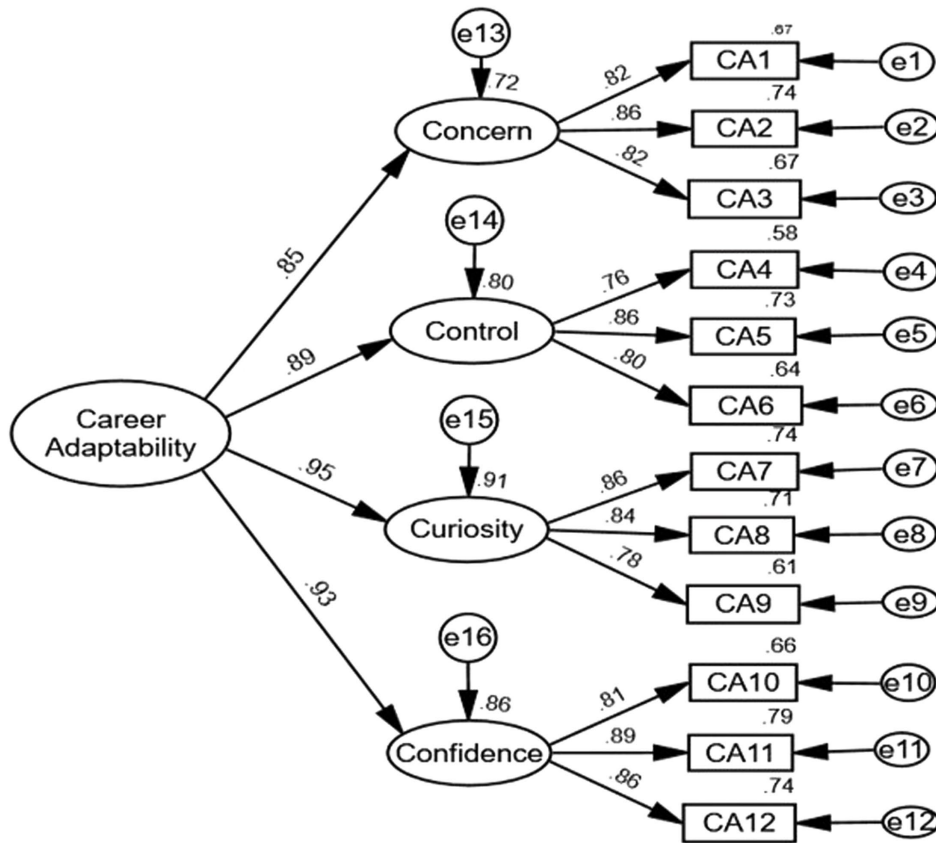 e13
.67
CA1
e1
.72
.82
.74
Concern
.86
CA2
e2
.82
.67
CA3
e3
e14
.58
.85
.80
.76
CA4
e4
.73
Control
.86
CA5
e5
.89
.80
.64
CA6
e6
Career
Adaptability
e15
.74
.95
.91
.86
CA7
e7
.71
Curiosity
.84
CA8
e8
.78
.61
CA9
e9
.93
e16
.66
.86
.81
CA10
e10
.79
Confidence
.89
CA11
e11
.86
.74
CA12
e12